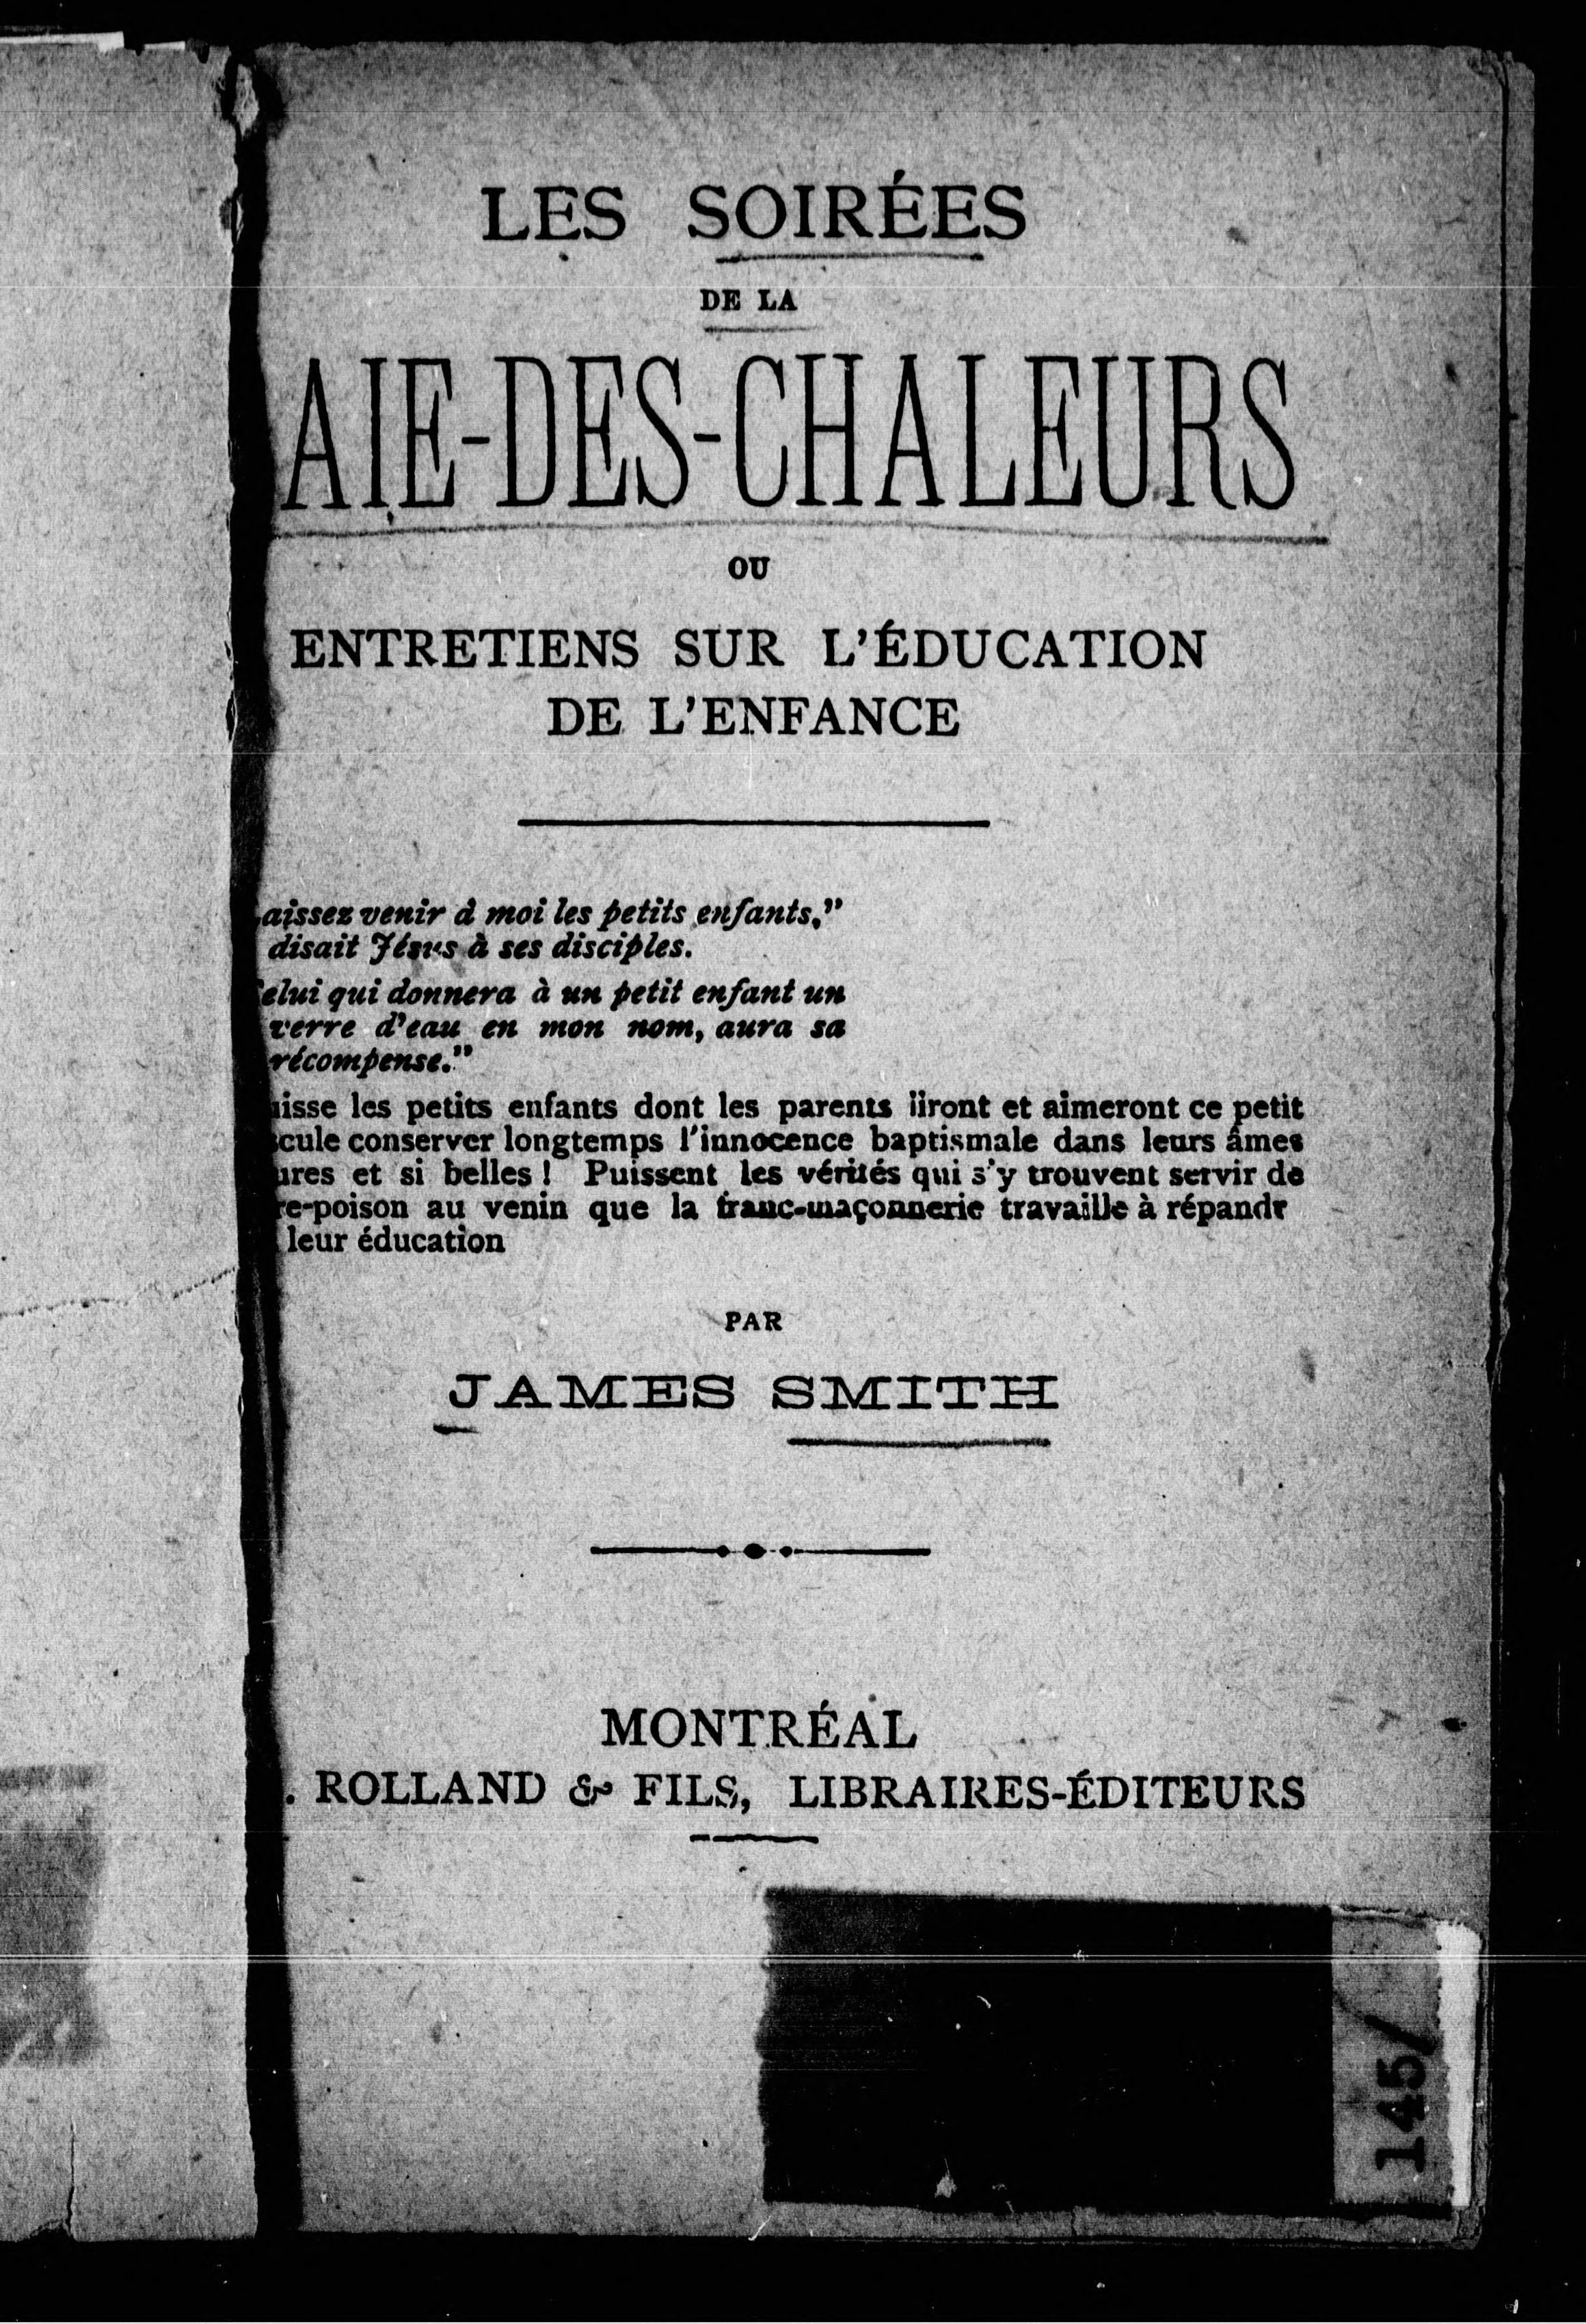 LES SOIRÉES
DE LA
AIE-DES-CHALEURS
OU
ENTRETIENS SUR L'ÉDUCATION
DE L'ENFANCE
aissez venir à moi les petits enfants,"
disait Jésus à ses disciples.
elui qui donnera à un petit enfant un
verre d'eau en mon nom, aura sa
récompense."
isse les petits enfants dont les parents liront et aimeront ce petit
cule conserver longtemps l'innocence baptismale dans leurs âmes
ures et si belles ! Puissent les vérités qui s'y trouvent servir de
re-poison au venin que la franc-maçonnerie travaille à répandr
leur éducation
PAR
JAMES SMITH
MONTRÉAL
. ROLLAND & FILS, LIBRAIRES-ÉDITEURS
145/